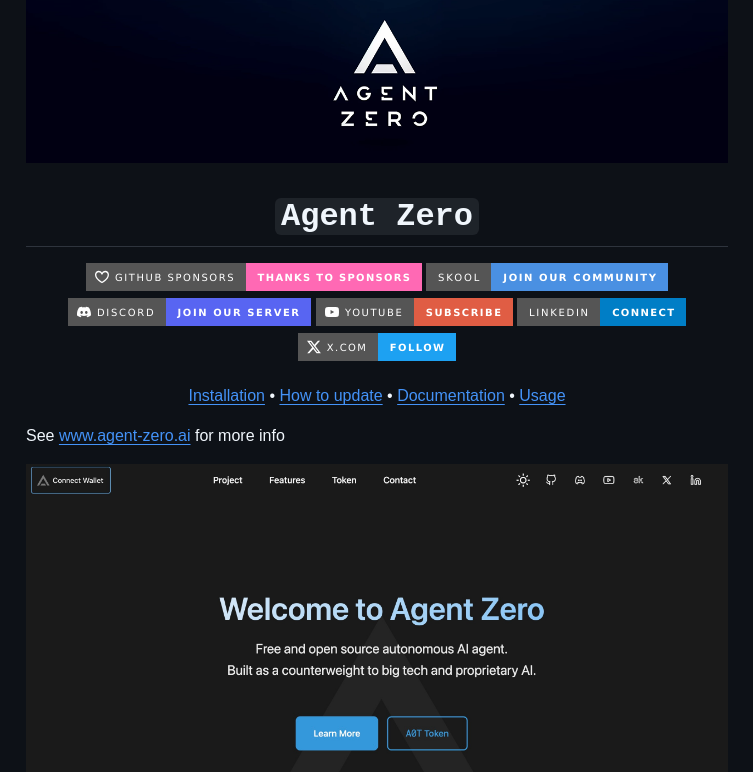 AGENT
ZERO
Agent Zero
GITHUB SPONSORS THANKS TO SPONSORS SKOOL JOIN OUR COMMUNITY
DISCORD JOIN OUR SERVER YOUTUBE SUBSCRIBE LINKEDIN CONNECT
X.COM FOLLOW
Installation • How to update • Documentation • Usage
See www.agent-zero.ai for more info
Connect Wallet Project Features Token Contact ak X in
Welcome to Agent Zero
Free and open source autonomous AI agent.
Built as a counterweight to big tech and proprietary AI.
Learn More A0T Token